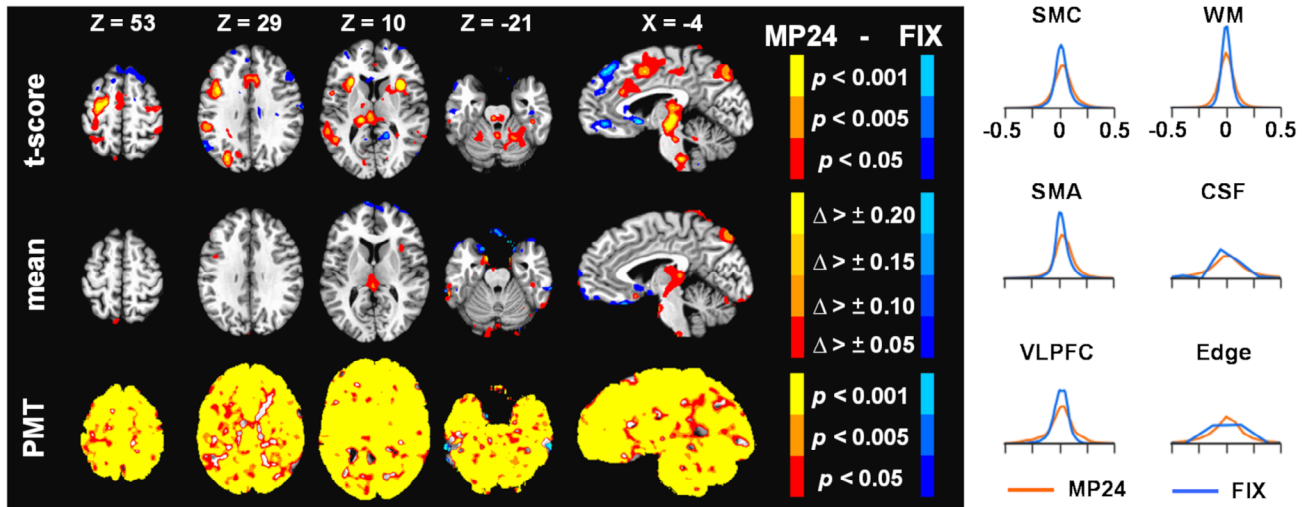 Z = 53 Z = 29 Z = 10 Z = -21 X = -4
MP24 - FIX
t-score
p < 0.001
p < 0.005
p < 0.05
mean
Δ > ± 0.20
Δ > ± 0.15
Δ > ± 0.10
Δ > ± 0.05
PMT
p < 0.001
p < 0.005
p < 0.05
SMC WM
-0.5 0 0.5 -0.5 0 0.5
SMA CSF
VLPFC Edge
MP24 FIX